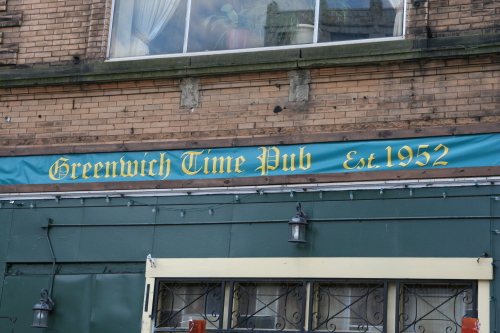 Greenwich Time Pub Est. 1952